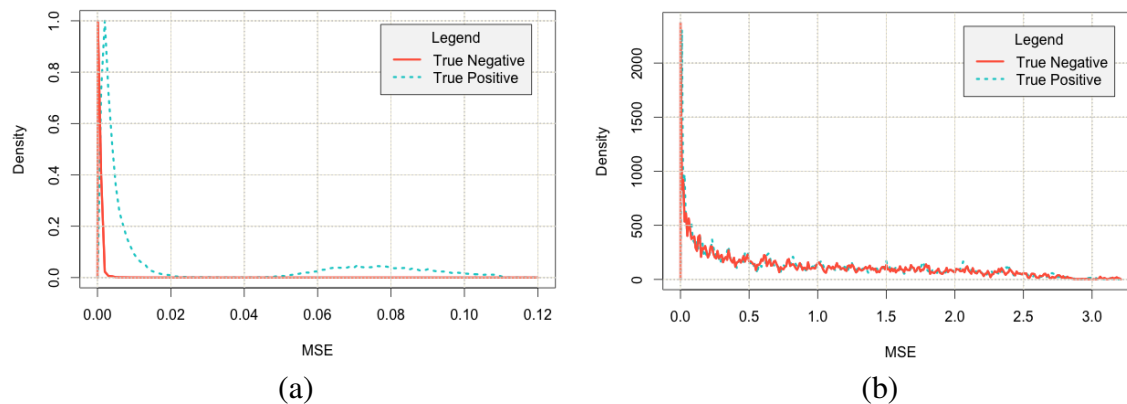 Legend
True Negative
True Positive
Density
0.0 0.2 0.4 0.6 0.8 1.0
0.00 0.02 0.04 0.06 0.08 0.10 0.12
MSE
(a)
Legend
True Negative
True Positive
Density
0 500 1000 1500 2000
0.0 0.5 1.0 1.5 2.0 2.5 3.0
MSE
(b)